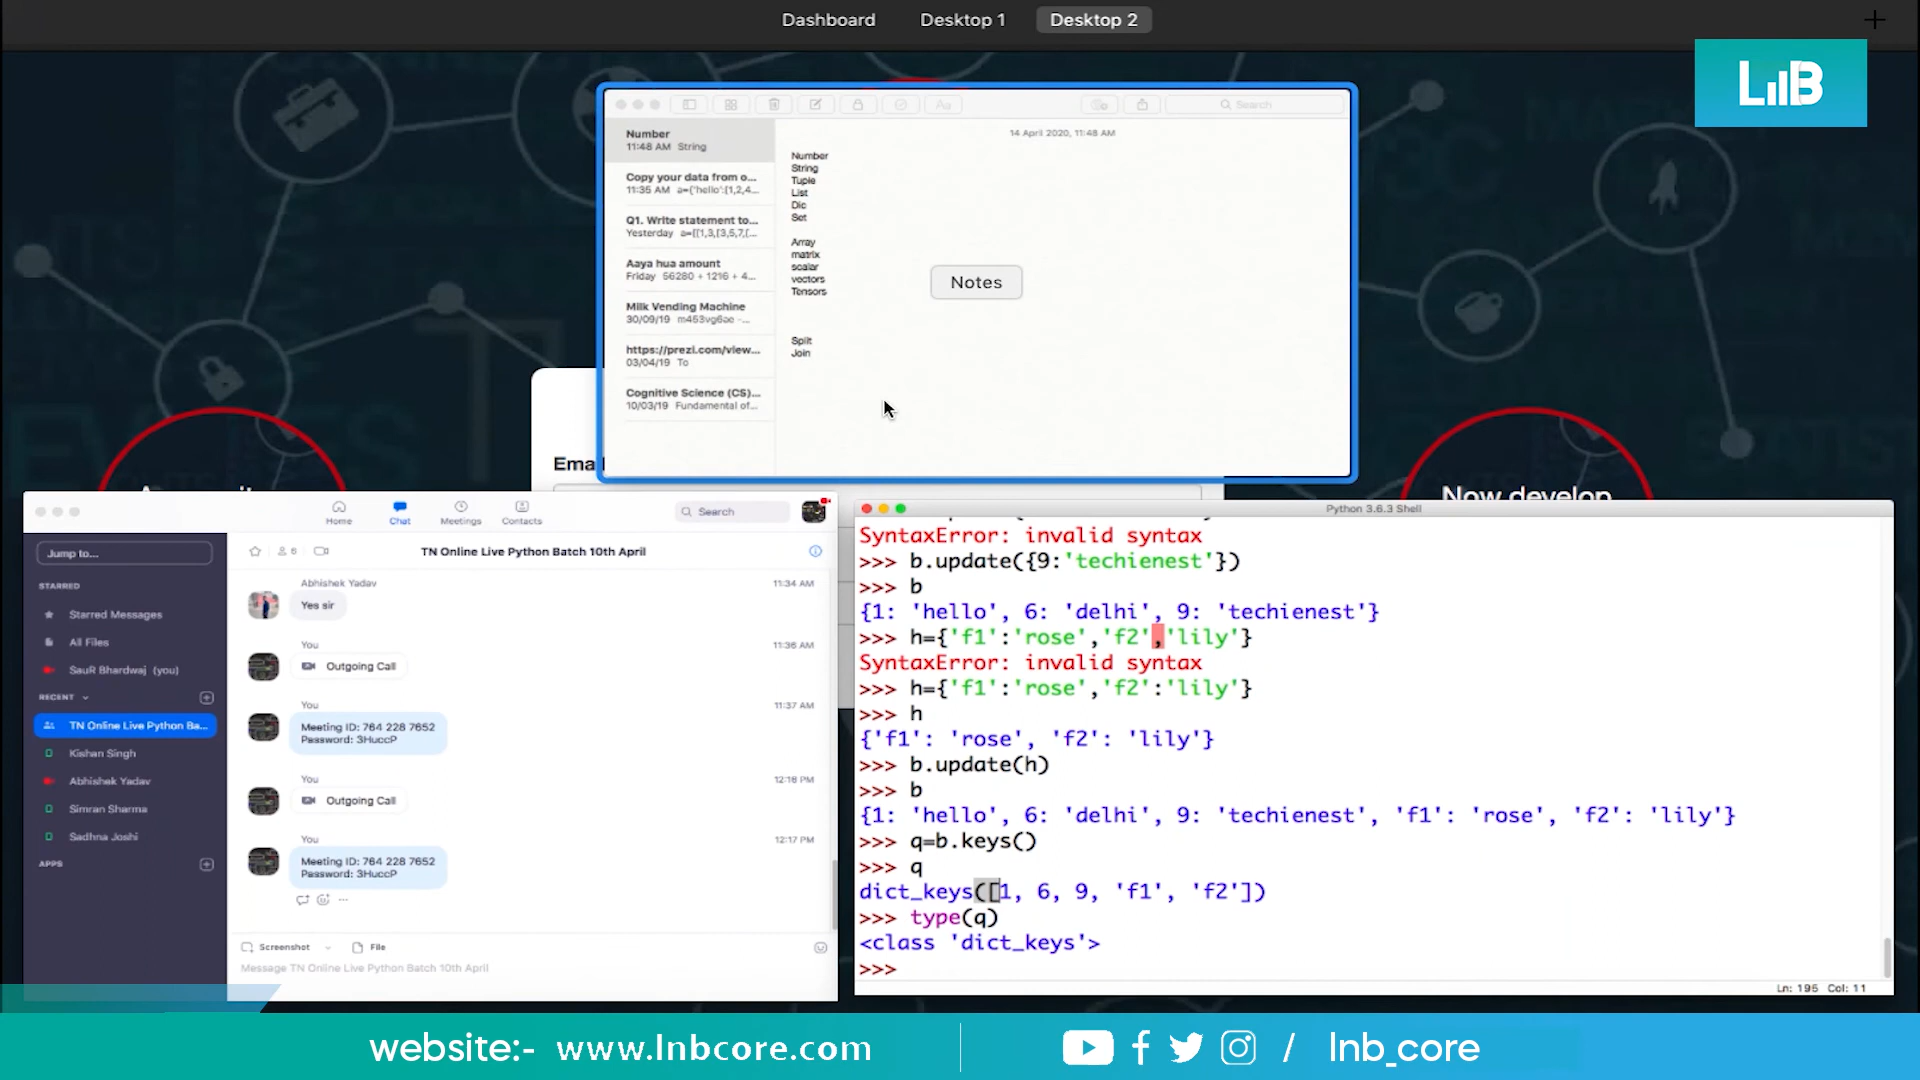 Dashboard
Desktop 1
Desktop 2
LNB
Search
Number
11:48 AM String
Copy your data from o...
11:35 AM a={'hello':[1,2,4...
Q1. Write statement to...
Yesterday a=[[1,3,[3,5,7,[...
Aaya hua amount
Friday 56280 + 1216 + 4...
Milk Vending Machine
30/09/19 m453vg6ae -...
https://prezi.com/view...
03/04/19 To
Cognitive Science (CS)...
10/03/19 Fundamental of...
14 April 2020, 11:48 AM
Number
String
Tuple
List
Dic
Set
Array
matrix
scalar
vectors
Tensors
Split
Join
Notes
Now develop
Home
Chat
Meetings
Contacts
Search
Jump to...
STARRED
Starred Messages
All Files
SauR Bhardwaj (you)
RECENT
TN Online Live Python Ba...
Kishan Singh
Abhishek Yadav
Simran Sharma
Sadhna Joshi
APPS
6
TN Online Live Python Batch 10th April
Abhishek Yadav
11:34 AM
Yes sir
You
11:36 AM
Outgoing Call
You
11:37 AM
Meeting ID: 764 228 7652
Password: 3HuccP
You
12:16 PM
Outgoing Call
You
12:17 PM
Meeting ID: 764 228 7652
Password: 3HuccP
Screenshot
File
Message TN Online Live Python Batch 10th April
Python 3.6.3 Shell
SyntaxError: invalid syntax
>>> b.update({9:'techienest'})
>>> b
{1: 'hello', 6: 'delhi', 9: 'techienest'}
>>> h={'f1':'rose','f2','lily'}
SyntaxError: invalid syntax
>>> h={'f1':'rose','f2':'lily'}
>>> h
{'f1': 'rose', 'f2': 'lily'}
>>> b.update(h)
>>> b
{1: 'hello', 6: 'delhi', 9: 'techienest', 'f1': 'rose', 'f2': 'lily'}
>>> q=b.keys()
>>> q
dict_keys([1, 6, 9, 'f1', 'f2'])
>>> type(q)
<class 'dict_keys'>
>>>
Ln: 195 Col: 11
website:- www.lnbcore.com
/ lnb_core